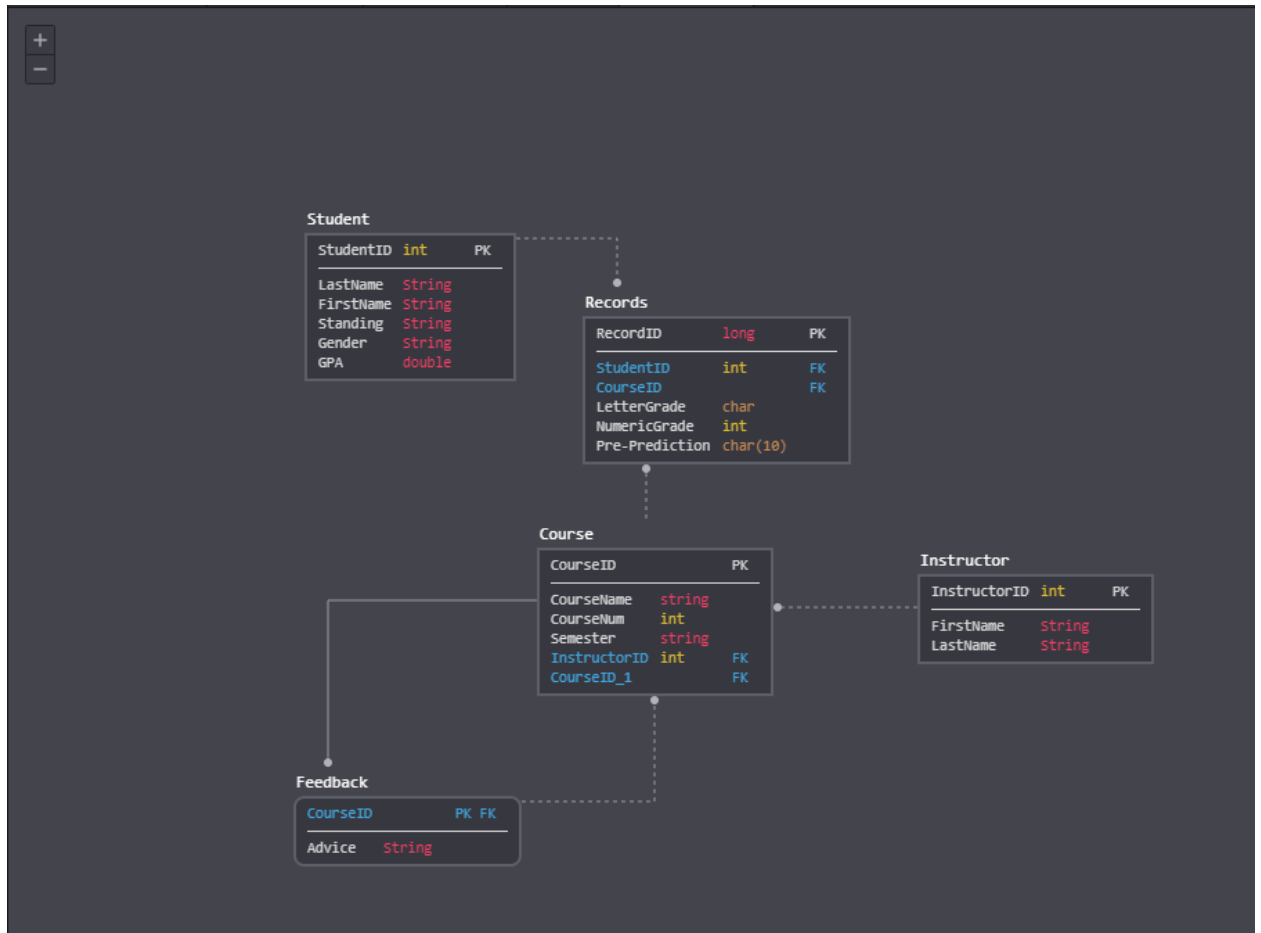 +
−
Student
StudentID int PK
LastName String
FirstName String
Standing String
Gender String
GPA double
Records
RecordID long PK
StudentID int FK
CourseID FK
LetterGrade char
NumericGrade int
Pre-Prediction char(10)
Course
CourseID PK
CourseName string
CourseNum int
Semester string
InstructorID int FK
CourseID_1 FK
Instructor
InstructorID int PK
FirstName String
LastName String
Feedback
CourseID PK FK
Advice String